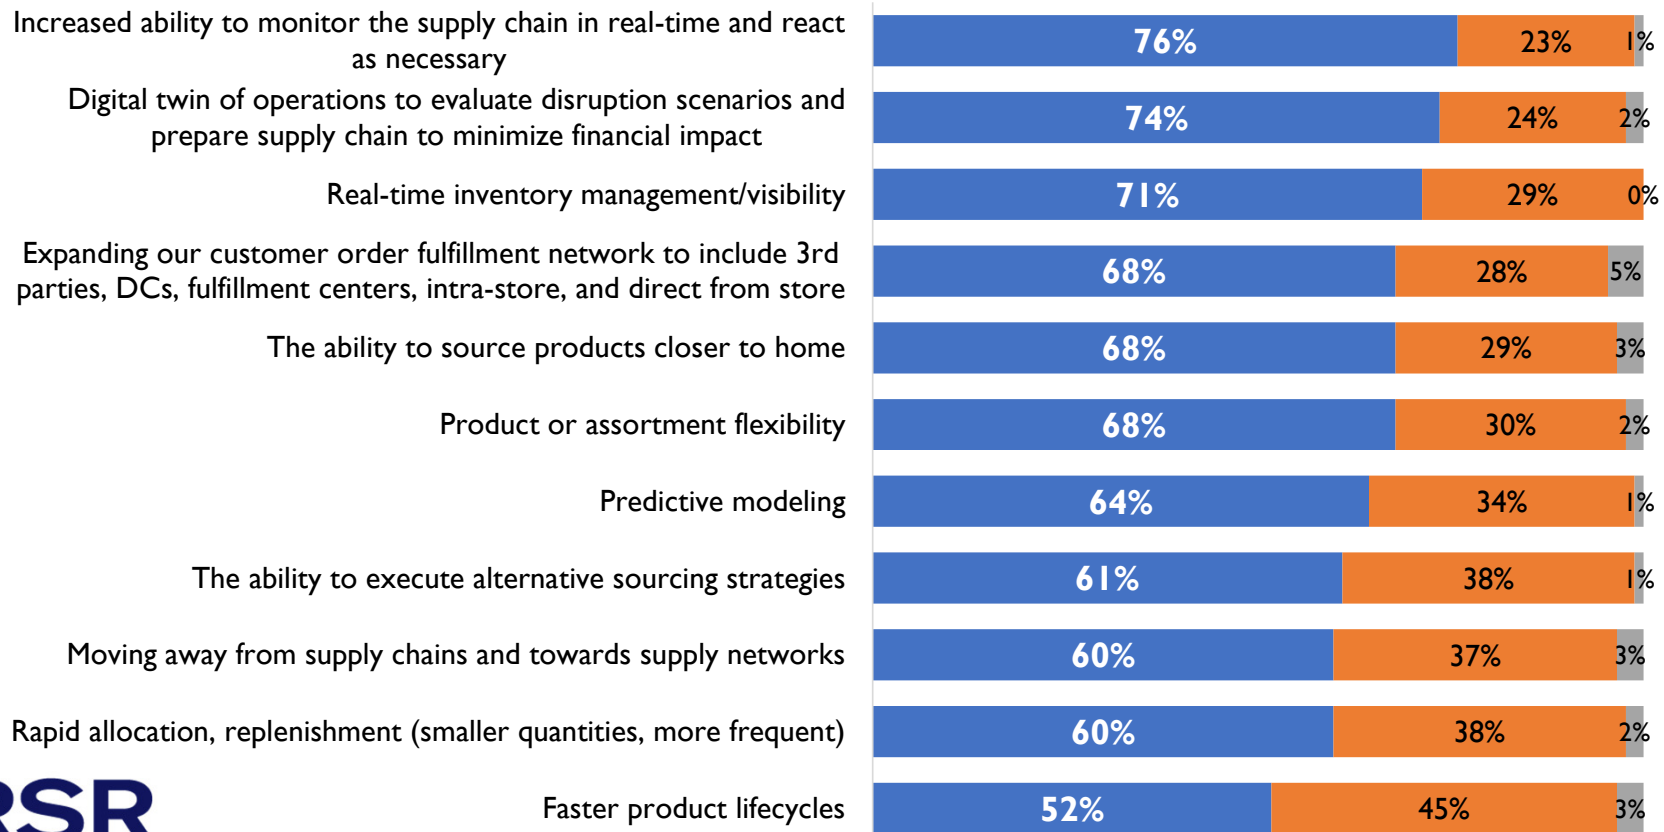 Increased ability to monitor the supply chain in real-time and react
as necessary
76% 23% 1%
Digital twin of operations to evaluate disruption scenarios and
prepare supply chain to minimize financial impact
74% 24% 2%
Real-time inventory management/visibility
71% 29% 0%
Expanding our customer order fulfillment network to include 3rd
parties, DCs, fulfillment centers, intra-store, and direct from store
68% 28% 5%
The ability to source products closer to home
68% 29% 3%
Product or assortment flexibility
68% 30% 2%
Predictive modeling
64% 34% 1%
The ability to execute alternative sourcing strategies
61% 38% 1%
Moving away from supply chains and towards supply networks
60% 37% 3%
Rapid allocation, replenishment (smaller quantities, more frequent)
60% 38% 2%
Faster product lifecycles
52% 45% 3%
RSR